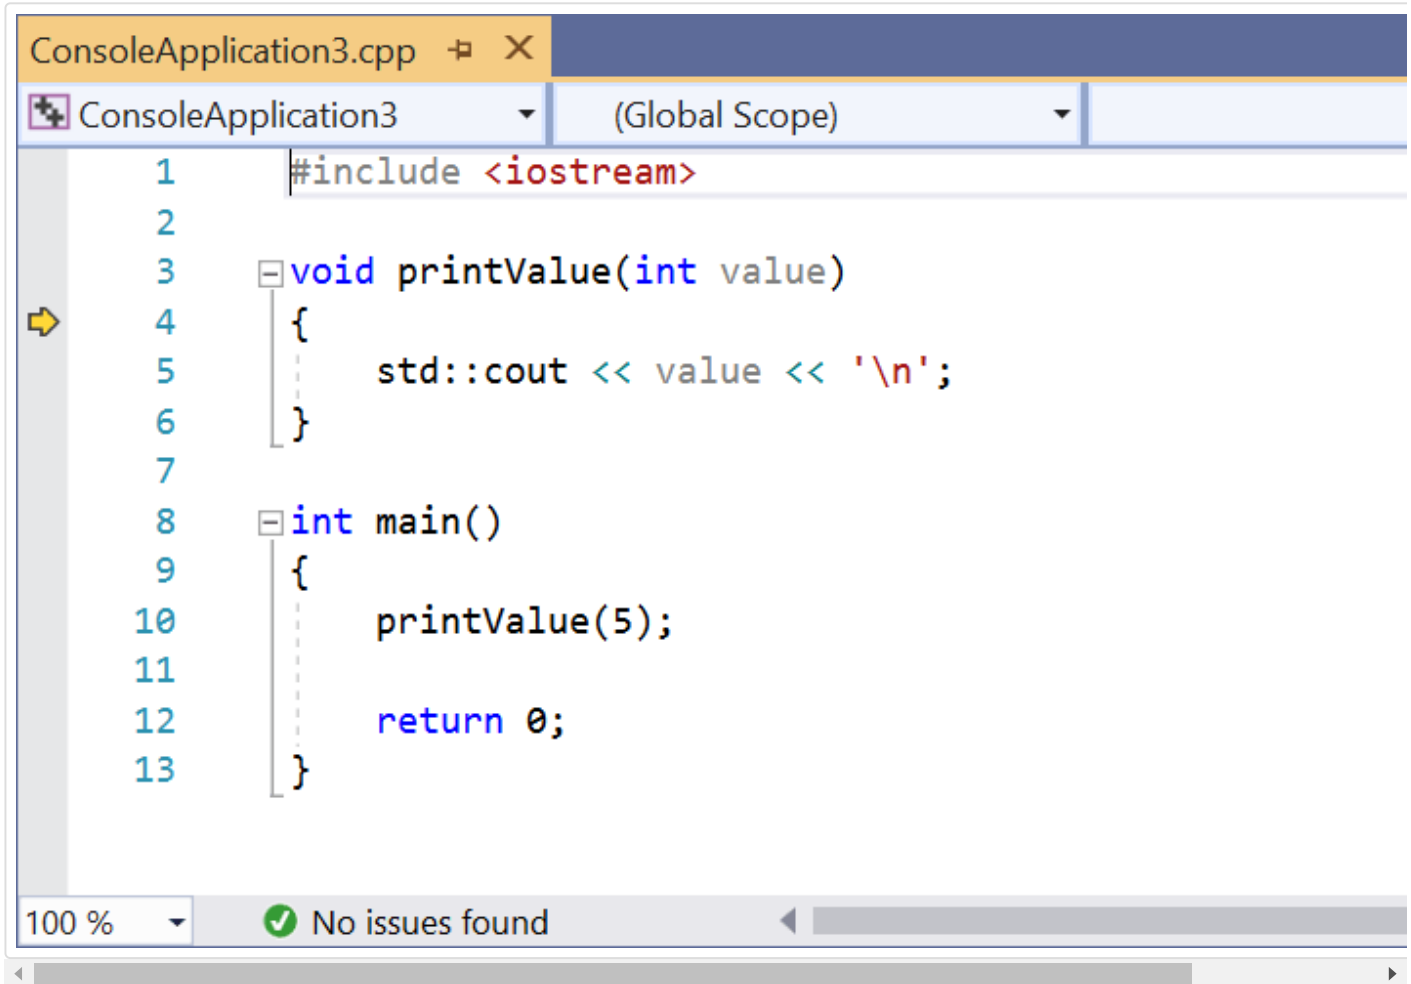 ConsoleApplication3.cpp
ConsoleApplication3 (Global Scope)
1 #include <iostream>
2
3 void printValue(int value)
4 {
5 std::cout << value << '\n';
6 }
7
8 int main()
9 {
10 printValue(5);
11
12 return 0;
13 }
100 % No issues found